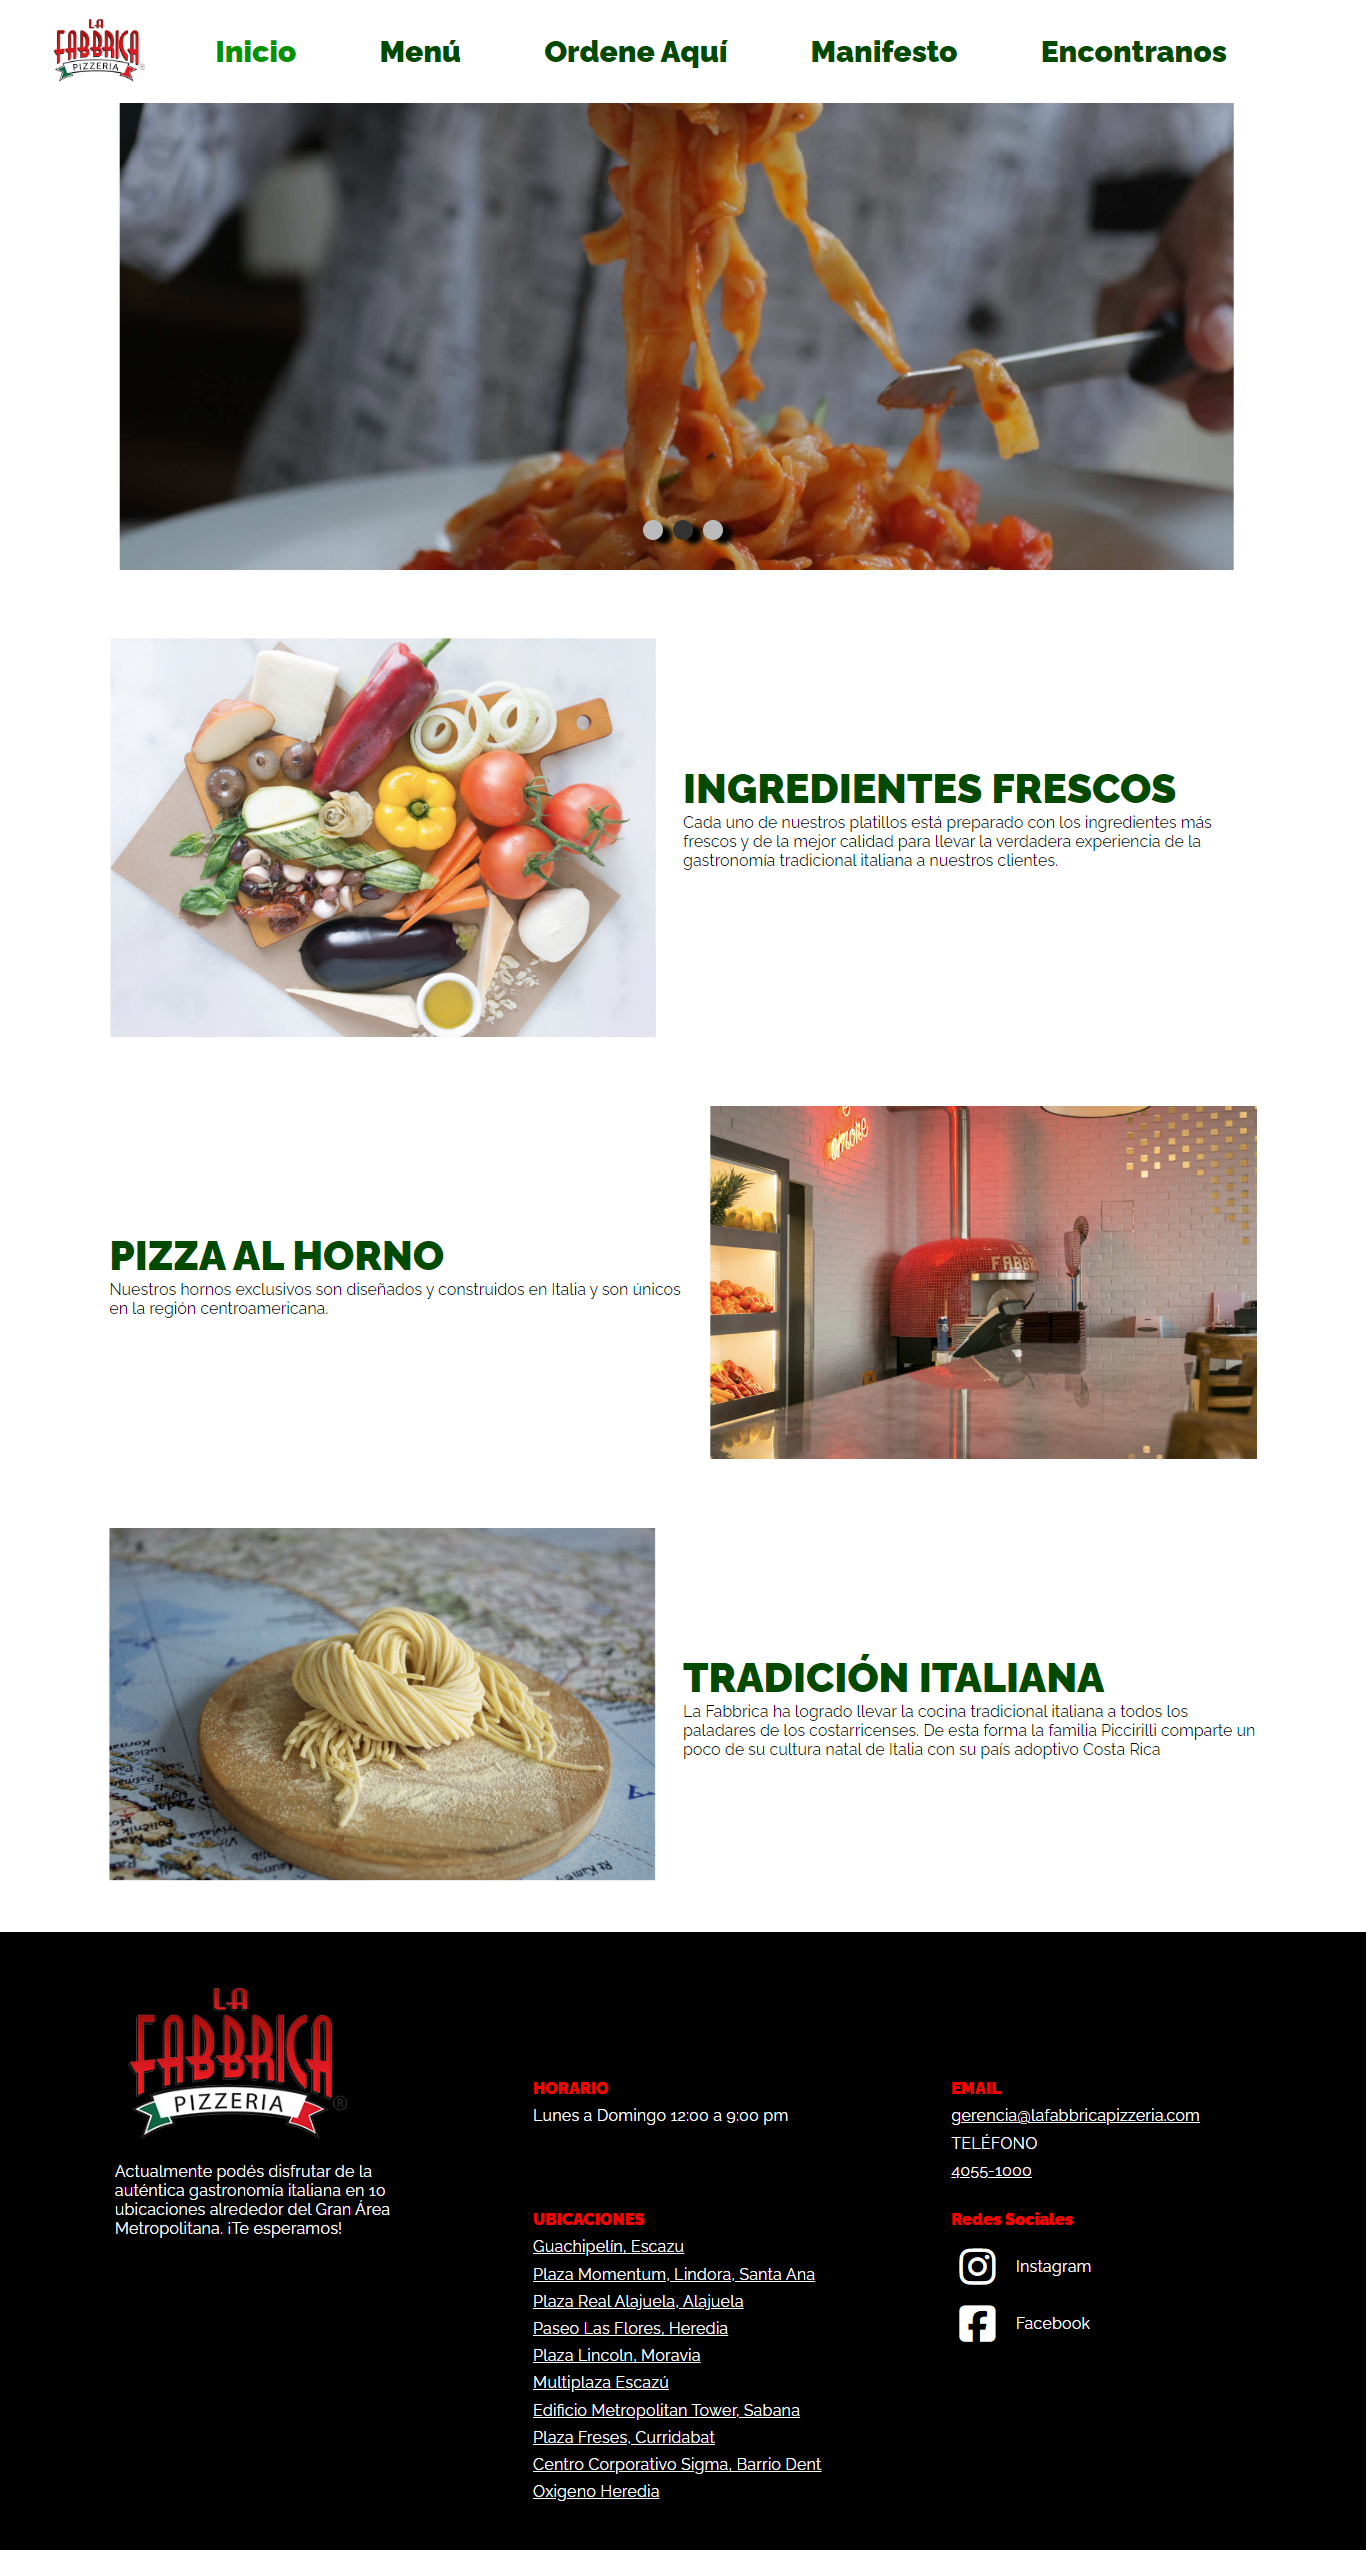 LA
FABBRICA
PIZZERIA
Inicio
Menú
Ordene Aquí
Manifesto
Encontranos
INGREDIENTES FRESCOS
Cada uno de nuestros platillos está preparado con los ingredientes más
frescos y de la mejor calidad para llevar la verdadera experiencia de la
gastronomía tradicional italiana a nuestros clientes.
amore
LA
FABBRI
PIZZA AL HORNO
Nuestros hornos exclusivos son diseñados y construidos en Italia y son únicos
en la región centroamericana.
TRADICIÓN ITALIANA
La Fabbrica ha logrado llevar la cocina tradicional italiana a todos los
paladares de los costarricenses. De esta forma la familia Piccirilli comparte un
poco de su cultura natal de Italia con su país adoptivo Costa Rica
LA
FABBRICA
PIZZERIA ®
Actualmente podés disfrutar de la
auténtica gastronomía italiana en 10
ubicaciones alrededor del Gran Área
Metropolitana. ¡Te esperamos!
HORARIO
Lunes a Domingo 12:00 a 9:00 pm
UBICACIONES
Guachipelín, Escazu
Plaza Momentum, Lindora, Santa Ana
Plaza Real Alajuela, Alajuela
Paseo Las Flores, Heredia
Plaza Lincoln, Moravia
Multiplaza Escazú
Edificio Metropolitan Tower, Sabana
Plaza Freses, Curridabat
Centro Corporativo Sigma, Barrio Dent
Oxigeno Heredia
EMAIL
gerencia@lafabbricapizzeria.com
TELÉFONO
4055-1000
Redes Sociales
Instagram
Facebook